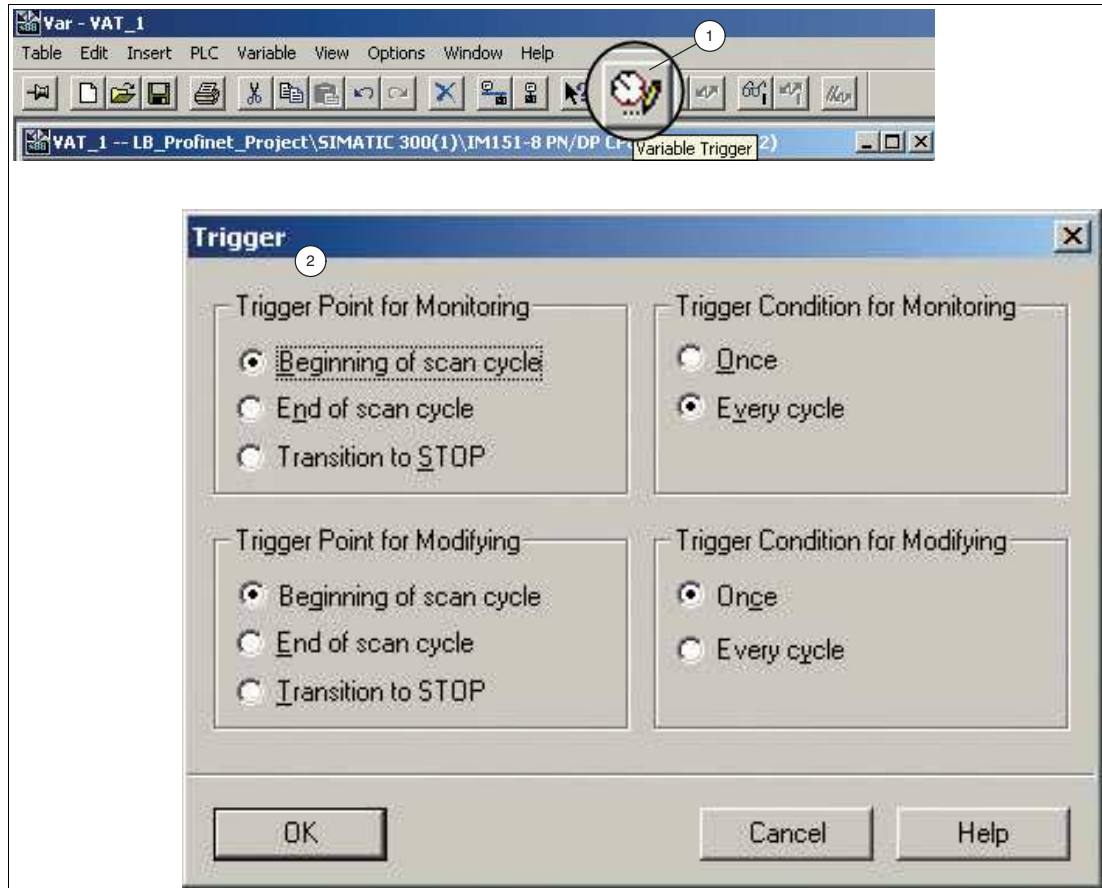 Var - VAT_1
1
Table Edit Insert PLC Variable View Options Window Help
VAT_1 -- LB_Profinet_Project\SIMATIC 300(1)\IM151-8 PN/DP 2)
Variable Trigger
Trigger
2
Trigger Point for Monitoring
Beginning of scan cycle
End of scan cycle
Transition to STOP
Trigger Condition for Monitoring
Once
Every cycle
Trigger Point for Modifying
Beginning of scan cycle
End of scan cycle
Transition to STOP
Trigger Condition for Modifying
Once
Every cycle
OK Cancel Help